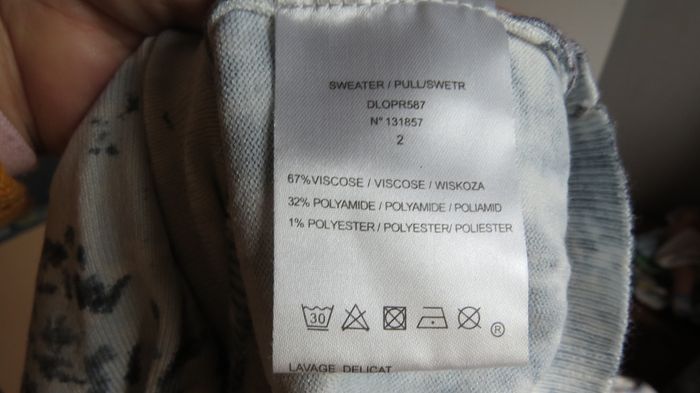 SWEATER / PULL/SWETR
DLOPR587
N° 131857
2
67%VISCOSE / VISCOSE / WISKOZA
32% POLYAMIDE / POLYAMIDE / POLIAMID
1% POLYESTER / POLYESTER/ POLIESTER
30
®
LAVAGE DELICAT